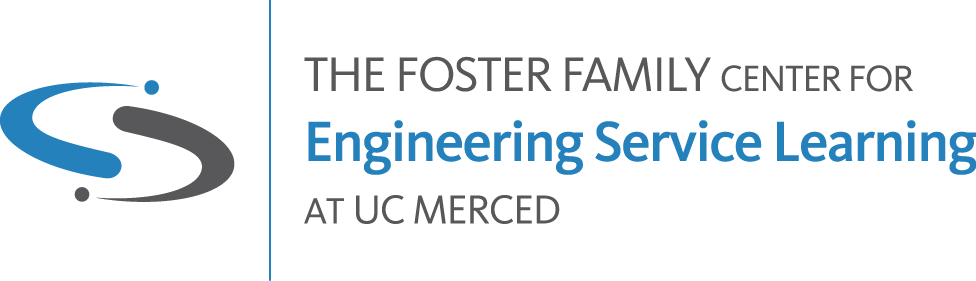 THE FOSTER FAMILY CENTER FOR
Engineering Service Learning
AT UC MERCED